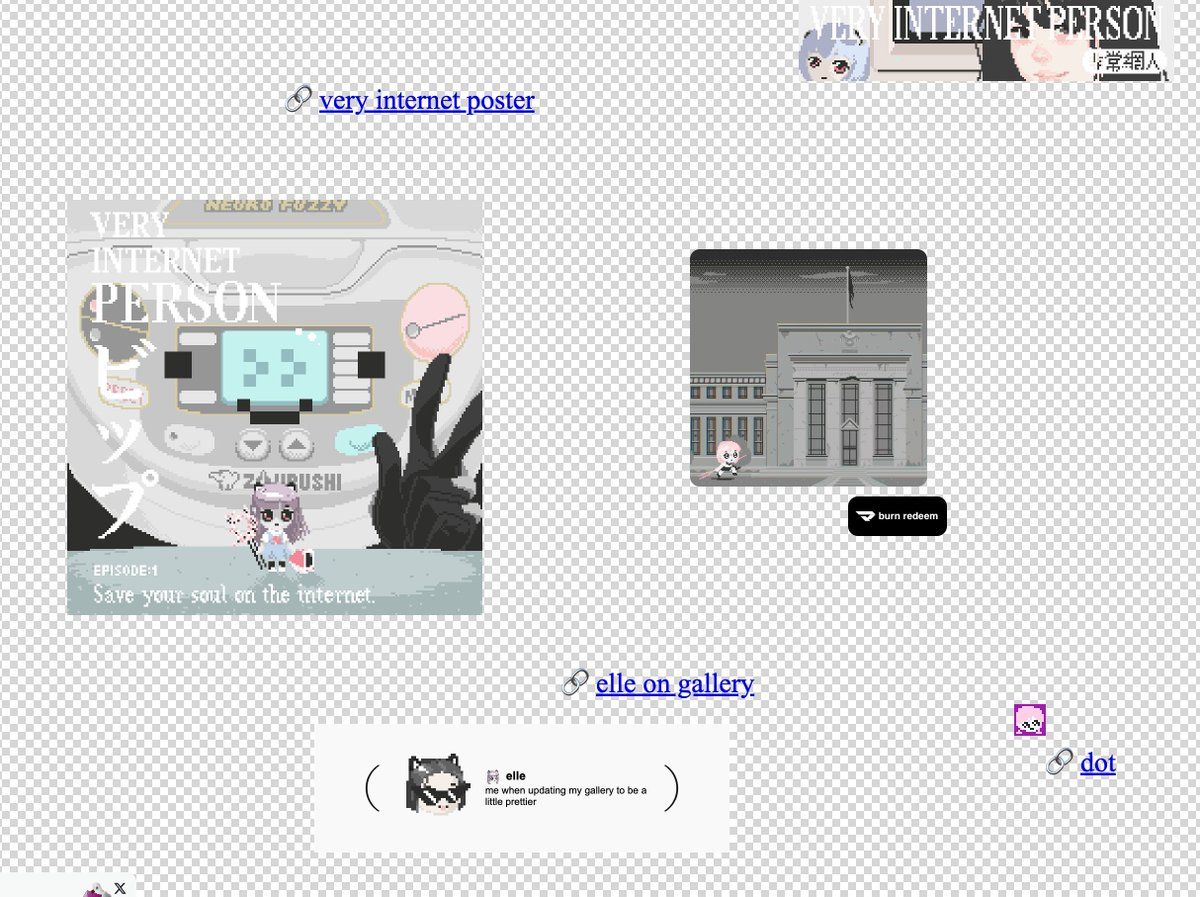 VERY INTERNET PERSON
常網人
very internet poster
NEURO FUZZY
VERY
INTERNET
PERSON
ビップ
ZOJIRUSHI
EPISODE:1
Save your soul on the internet.
burn redeem
elle on gallery
dot
elle
me when updating my gallery to be a
little prettier